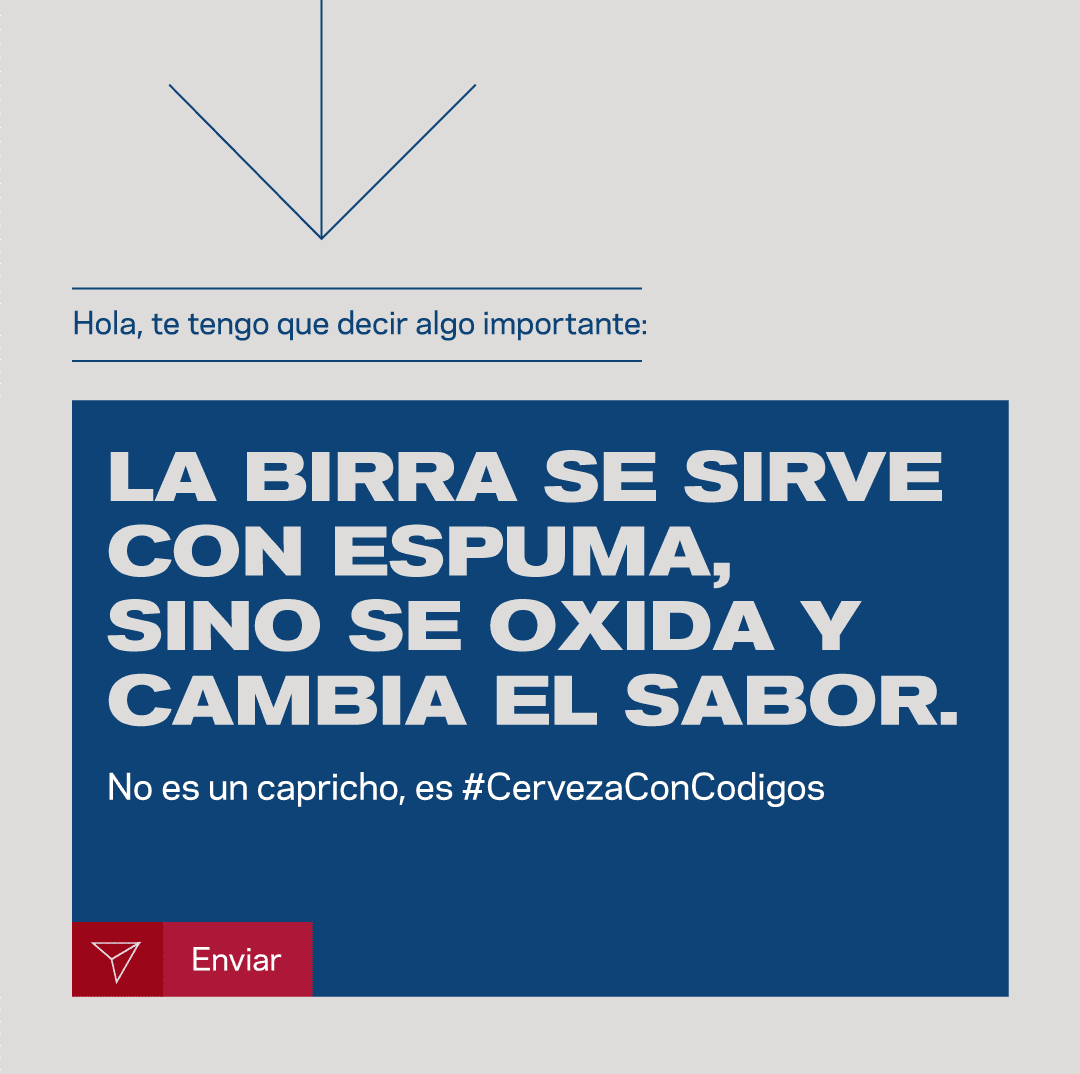 Hola, te tengo que decir algo importante:
LA BIRRA SE SIRVE
CON ESPUMA,
SINO SE OXIDA Y
CAMBIA EL SABOR.
No es un capricho, es #CervezaConCodigos
Enviar